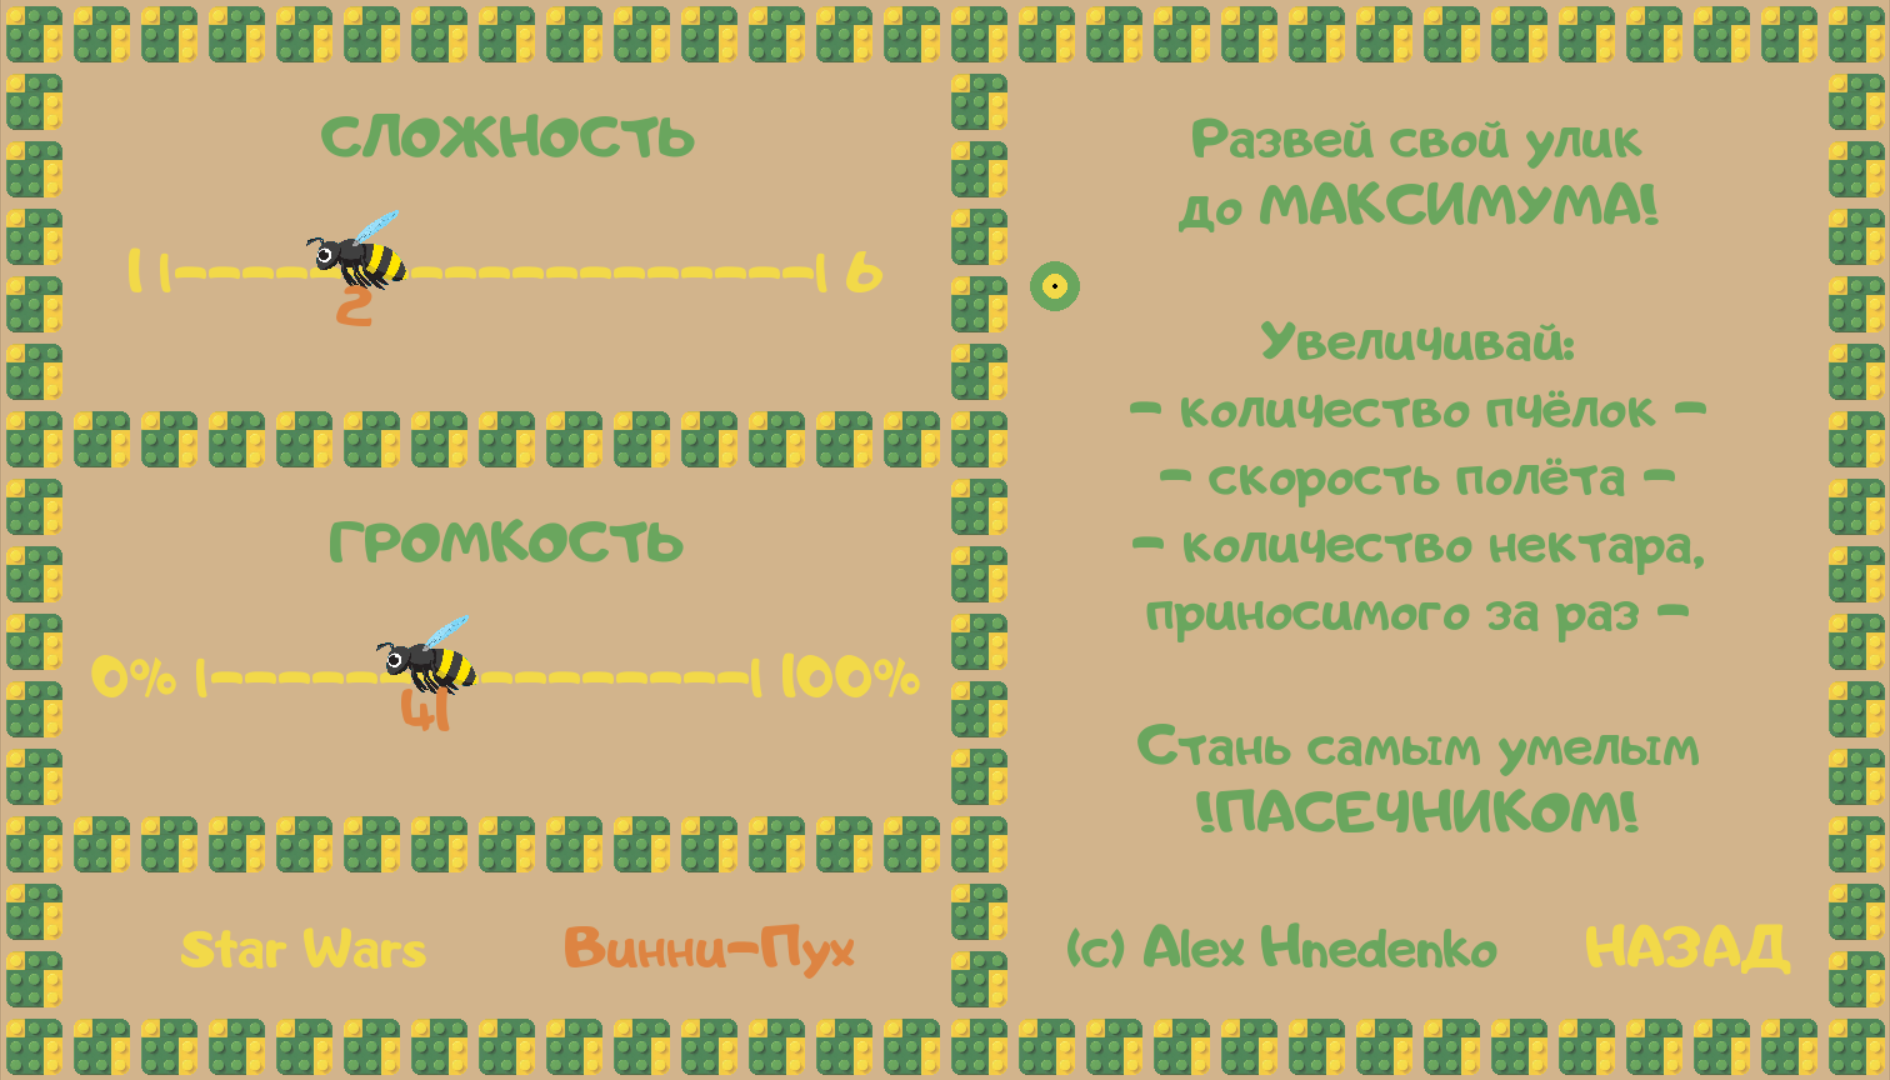 СЛОЖНОСТЬ
1 |—————————————————| 6
2
ГРОМКОСТЬ
0% |————————————————| 100%
41
Star Wars Винни-Пух
Развей свой улик
до МАКСИМУМА!
Увеличивай:
- количество пчёлок -
- скорость полёта -
- количество нектара,
приносимого за раз -
Стань самым умелым
!ПАСЕЧНИКОМ!
(c) Alex Hnedenko НАЗАД